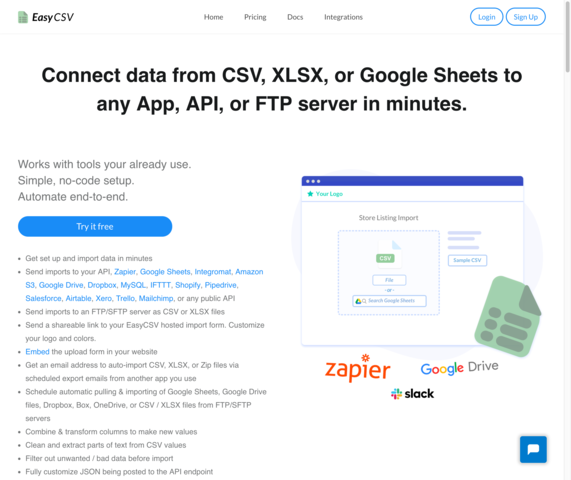 EasyCSV
Home
Pricing
Docs
Integrations
Login
Sign Up
Connect data from CSV, XLSX, or Google Sheets to
any App, API, or FTP server in minutes.
Works with tools your already use.
Simple, no-code setup.
Automate end-to-end.
Try it free
Get set up and import data in minutes
Send imports to your API, Zapier, Google Sheets, Integromat, Amazon
S3, Google Drive, Dropbox, MySQL, IFTTT, Shopify, Pipedrive,
Salesforce, Airtable, Xero, Trello, Mailchimp, or any public API
Send imports to an FTP/SFTP server as CSV or XLSX files
Send a shareable link to your EasyCSV hosted import form. Customize
your logo and colors.
Embed the upload form in your website
Get an email address to auto-import CSV, XLSX, or Zip files via
scheduled export emails from another app you use
Schedule automatic pulling & importing of Google Sheets, Google Drive
files, Dropbox, Box, OneDrive, or CSV / XLSX files from FTP/SFTP
servers
Combine & transform columns to make new values
Clean and extract parts of text from CSV values
Filter out unwanted / bad data before import
Fully customize JSON being posted to the API endpoint
Your Logo
Store Listing Import
CSV
File
or
Search Google Sheets
Sample CSV
zapier
Google Drive
slack